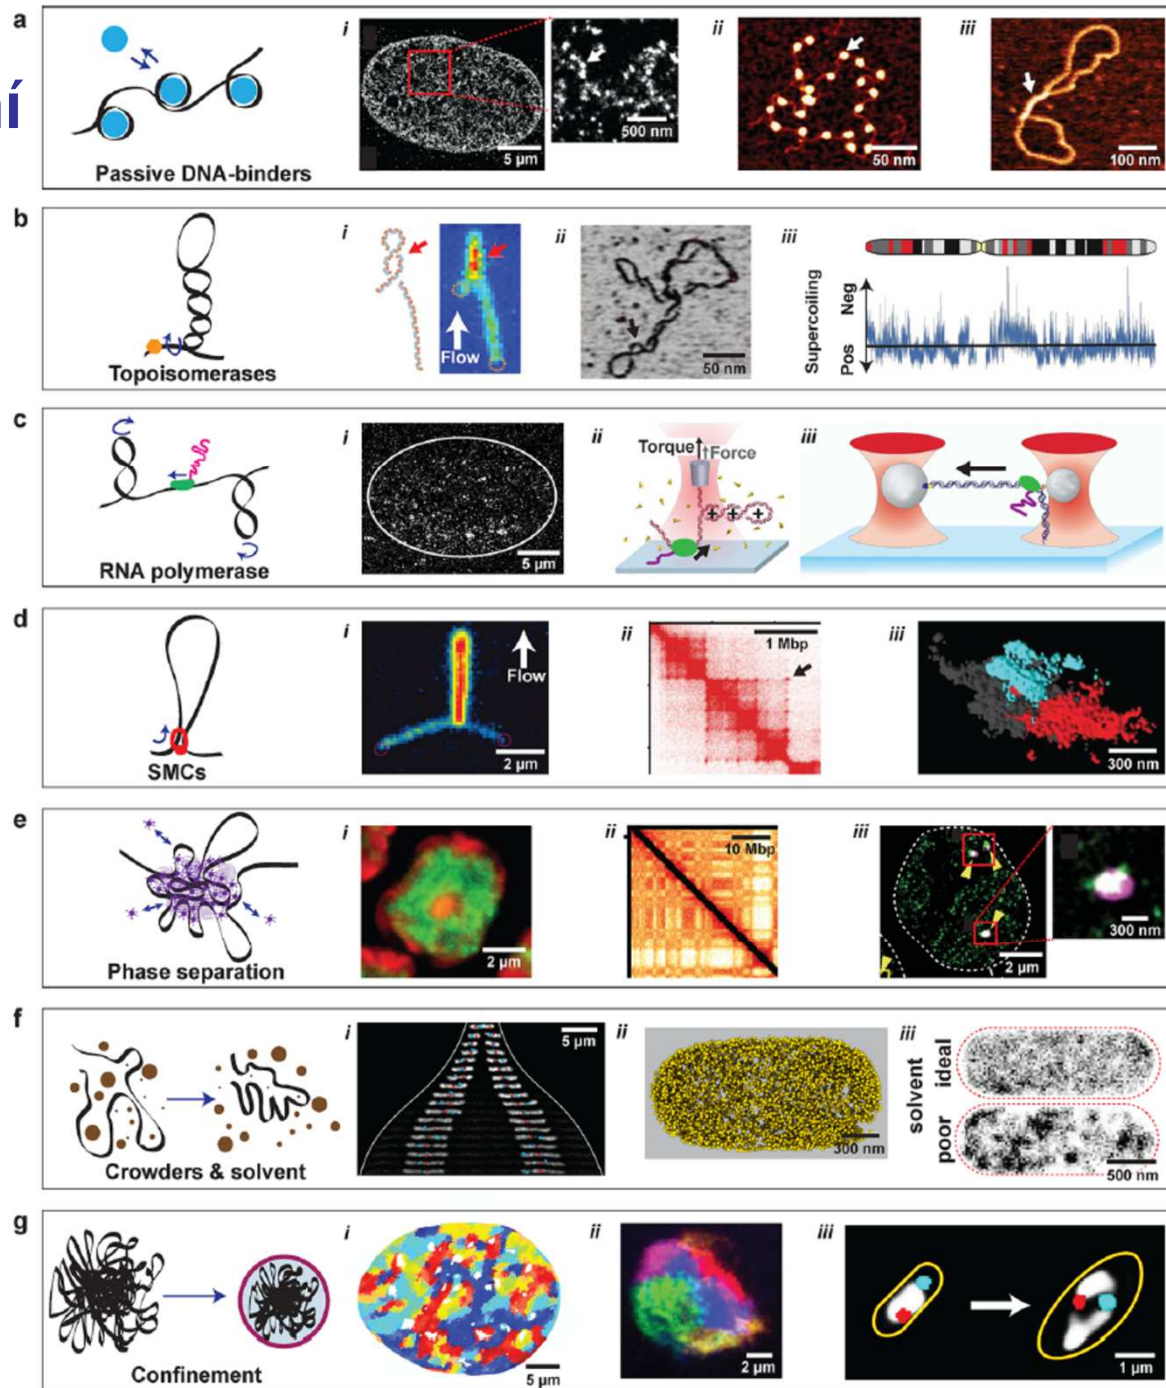 ní
a
Passive DNA-binders
i
5 µm
500 nm
ii
50 nm
iii
100 nm
b
Topoisomerases
i
Flow
ii
50 nm
iii
Supercoiling
Pos Neg
c
RNA polymerase
i
5 µm
ii
Torque
Force
+ + +
iii
d
SMCs
i
Flow
2 µm
ii
1 Mbp
iii
300 nm
e
Phase separation
i
2 µm
ii
10 Mbp
iii
2 µm
300 nm
f
Crowders & solvent
i
5 µm
ii
300 nm
iii
solvent
poor ideal
500 nm
g
Confinement
i
5 µm
ii
2 µm
iii
1 µm